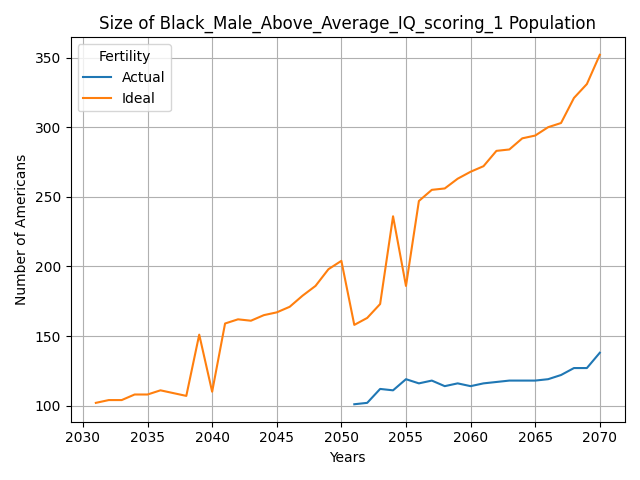 Size of Black_Male_Above_Average_IQ_scoring_1 Population
Fertility
Actual
Ideal
Number of Americans
350
300
250
200
150
100
2030 2035 2040 2045 2050 2055 2060 2065 2070
Years